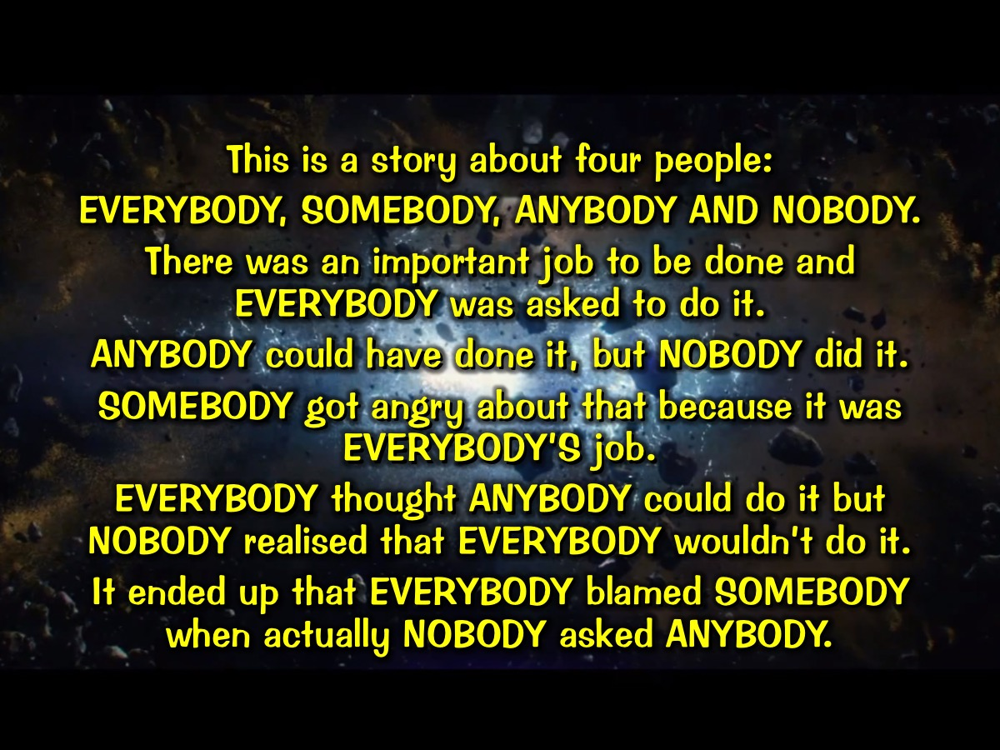 This is a story about four people:
EVERYBODY, SOMEBODY, ANYBODY AND NOBODY.
There was an important job to be done and
EVERYBODY was asked to do it.
ANYBODY could have done it, but NOBODY did it.
SOMEBODY got angry about that because it was
EVERYBODY'S job.
EVERYBODY thought ANYBODY could do it but
NOBODY realised that EVERYBODY wouldn't do it.
It ended up that EVERYBODY blamed SOMEBODY
when actually NOBODY asked ANYBODY.